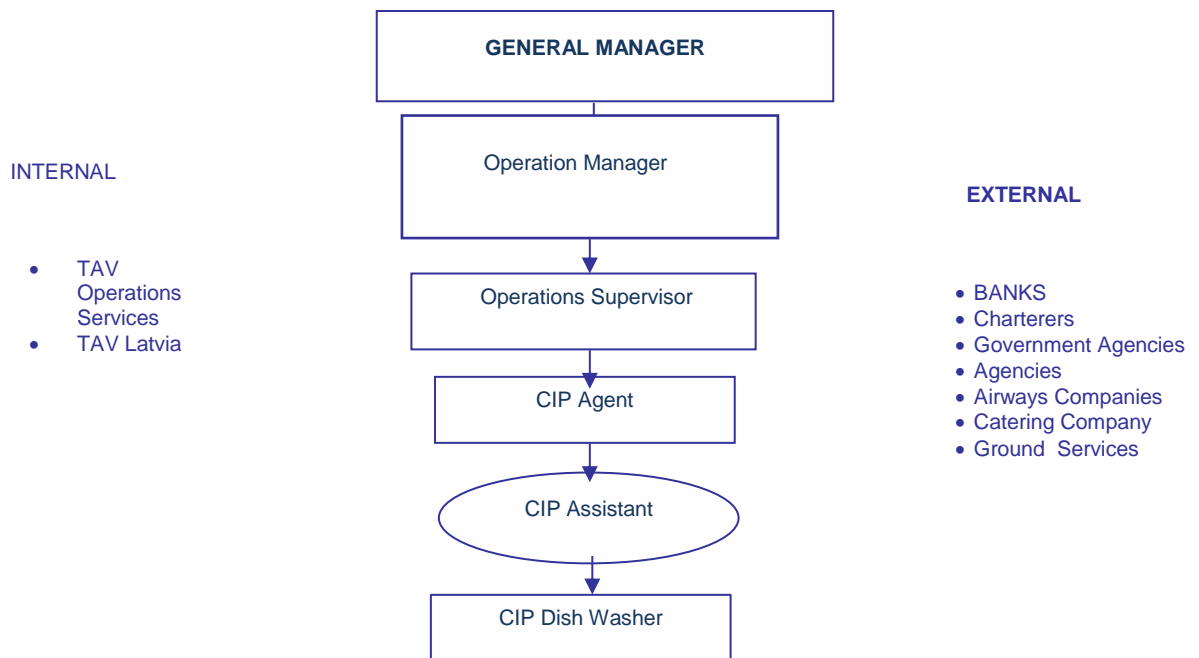 GENERAL MANAGER
Operation Manager
INTERNAL
EXTERNAL
• TAV
Operations
Services
• TAV Latvia
Operations Supervisor
• BANKS
• Charterers
• Government Agencies
• Agencies
• Airways Companies
• Catering Company
• Ground Services
CIP Agent
CIP Assistant
CIP Dish Washer